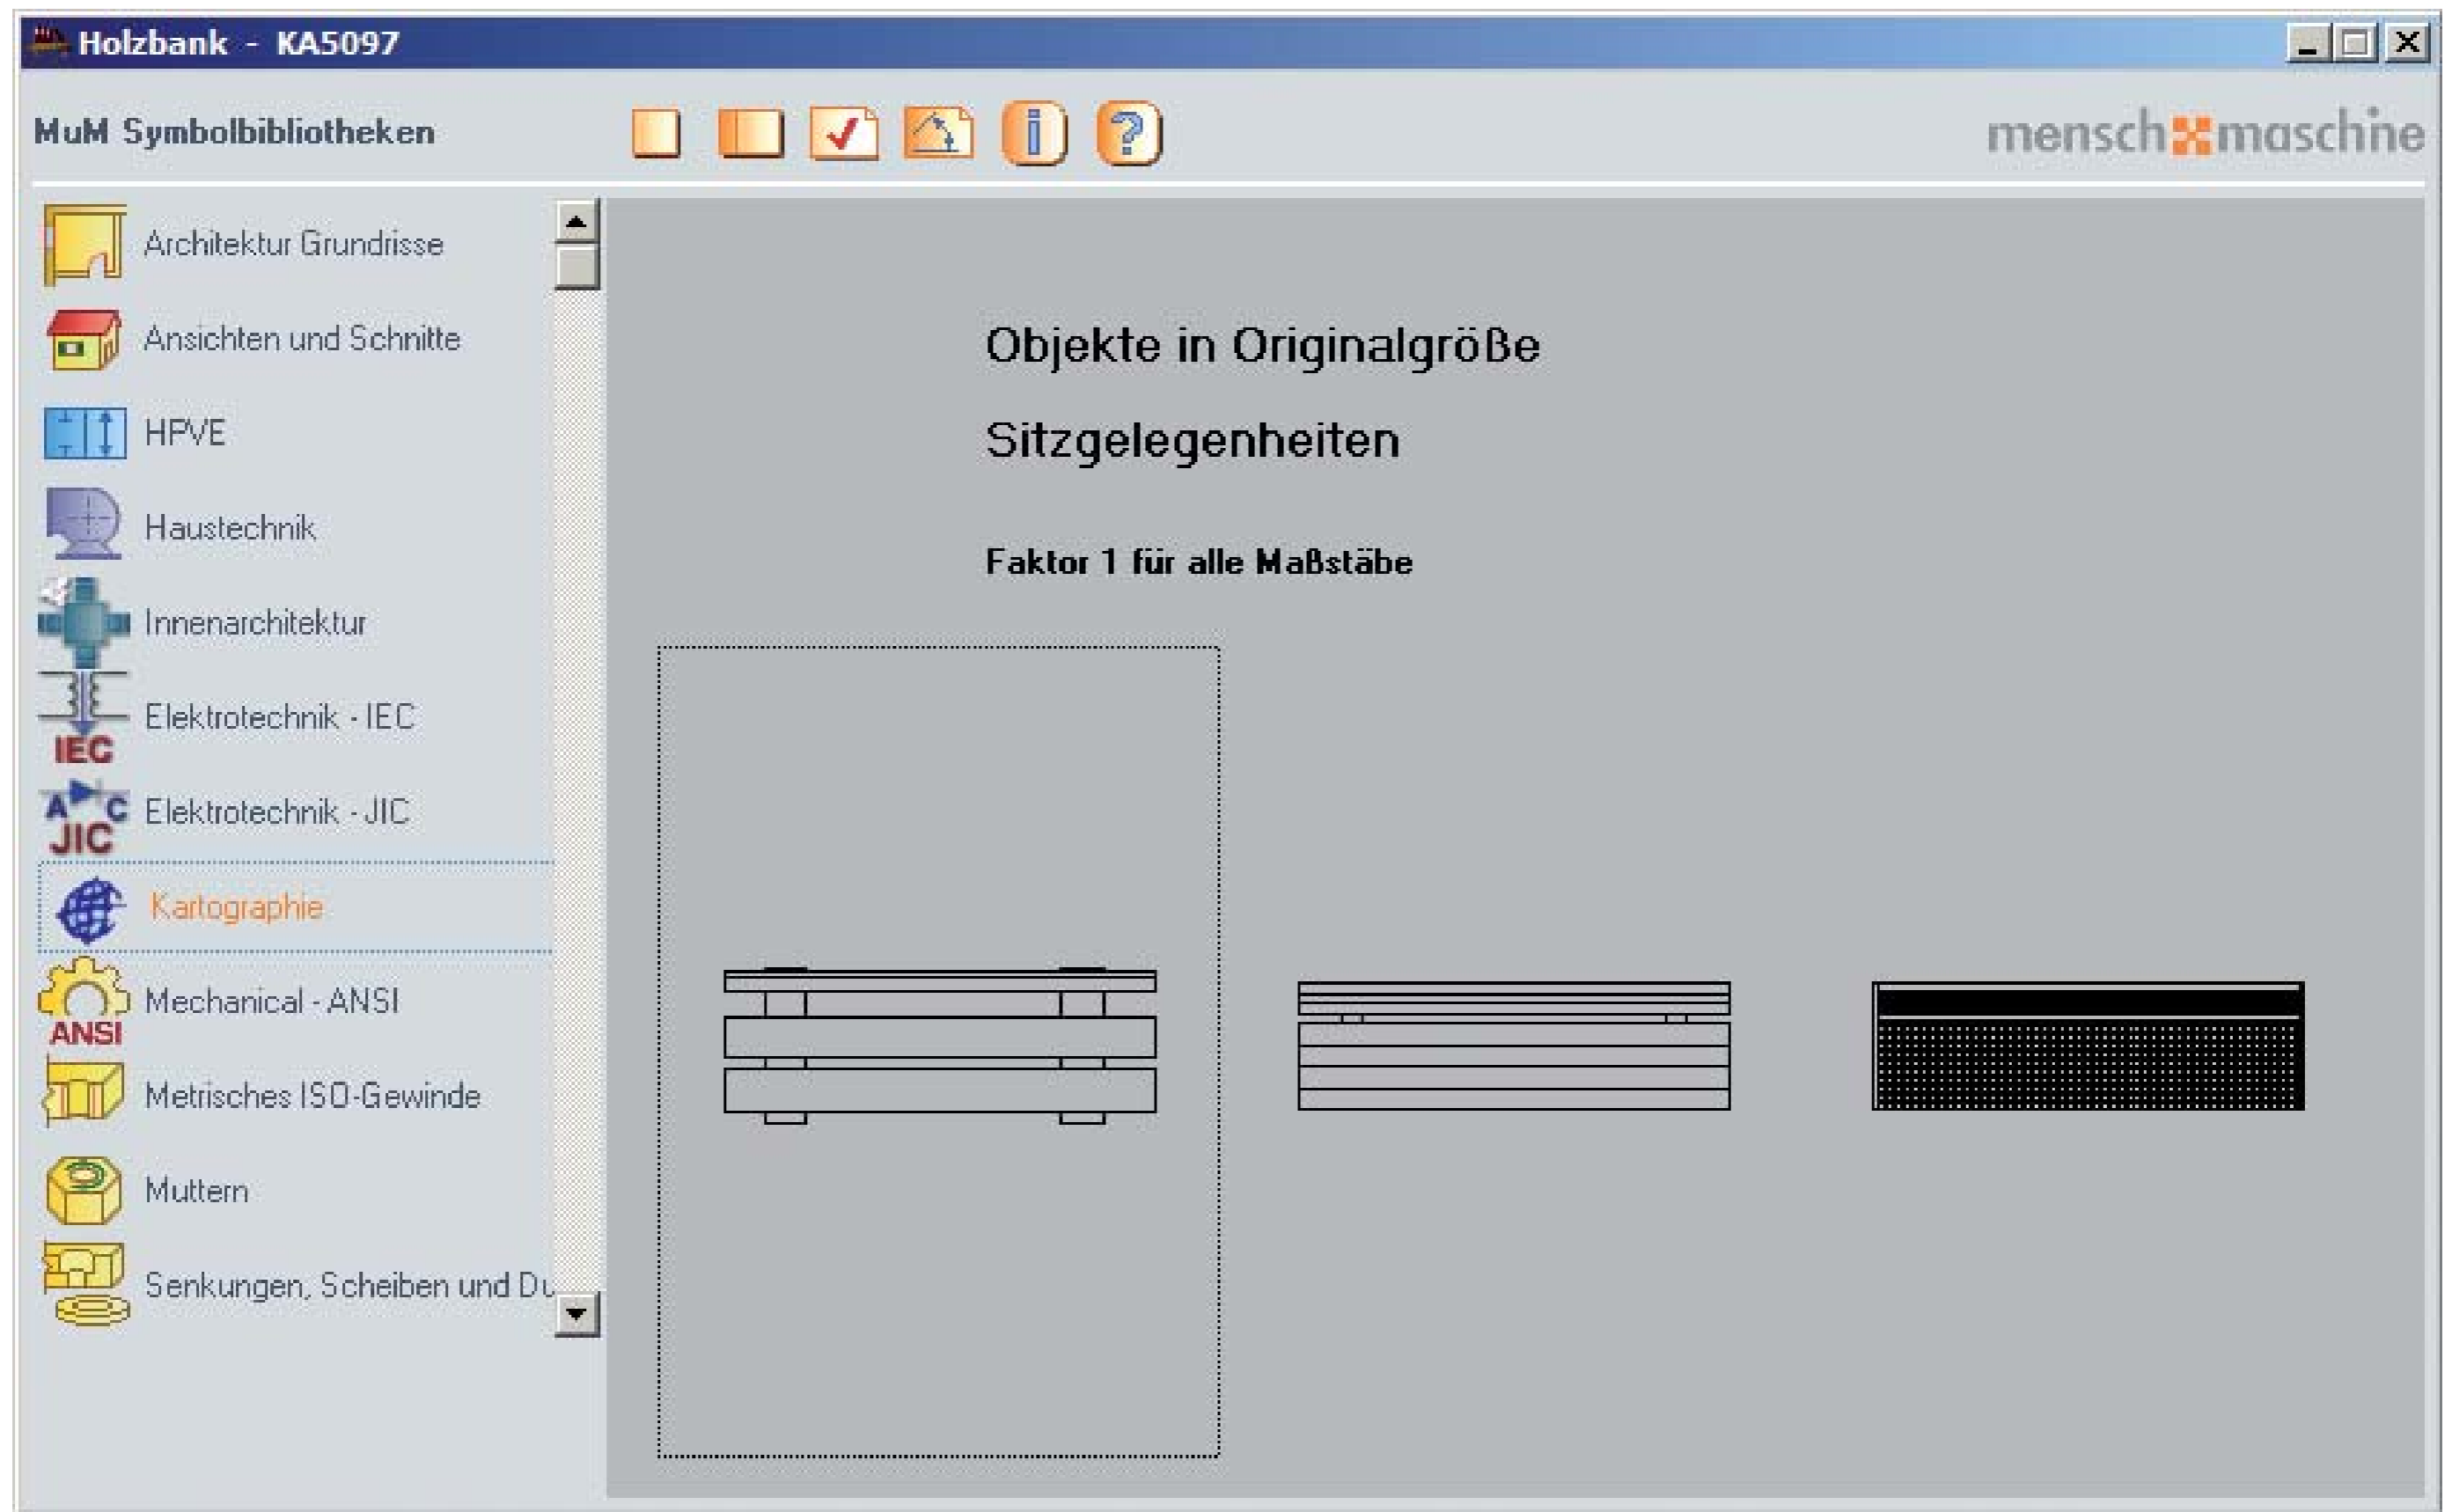 Holzbank - KA5097
MuM Symbolbibliotheken
mensch maschine
Architektur Grundrisse
Ansichten und Schnitte
HPVE
Haustechnik
Innenarchitektur
IEC
Elektrotechnik - IEC
A C
JIC
Elektrotechnik - JIC
Kartographie
ANSI
Mechanical - ANSI
Metrisches ISO-Gewinde
Muttern
Senkungen, Scheiben und Du
Objekte in Originalgröße
Sitzgelegenheiten
Faktor 1 für alle Maßstäbe